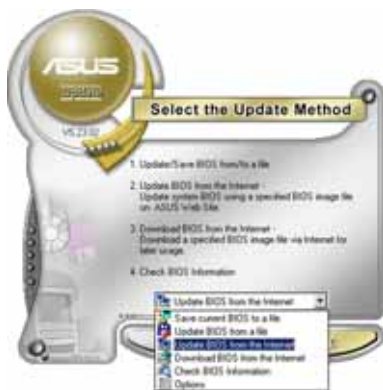 ASUS
UPDATE
Select the Update Method
1. Update/Save BIOS from/to a file
2. Update BIOS from the Internet -
Update system BIOS using a specified BIOS image file
on ASUS Web Site.
3. Download BIOS from the Internet -
Download a specified BIOS image file via Internet for
later usage.
4. Check BIOS Information
Update BIOS from the Internet
Save current BIOS to a file
Update BIOS from a file
Update BIOS from the Internet
Download BIOS from the Internet
Check BIOS Information
Options